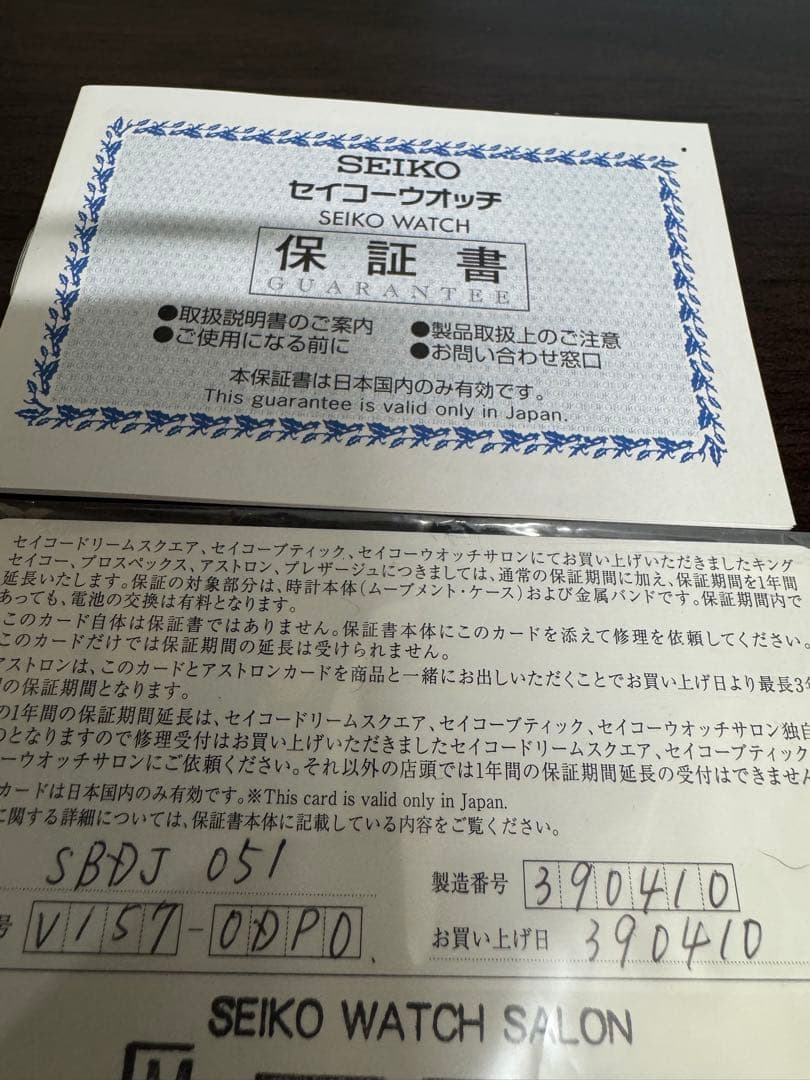 SEIKO
セイコーウオッチ
SEIKO WATCH
保証書
GUARANTEE
●取扱説明書のご案内 ●製品取扱上のご注意
●ご使用になる前に ●お問い合わせ窓口
本保証書は日本国内のみ有効です。
This guarantee is valid only in Japan.
セイコードリームスクエア、セイコーブティック、セイコーウオッチサロンにてお買い上げいただきましたキング
セイコー、プロスペックス、アストロン、プレザージュにつきましては、通常の保証期間に加え、保証期間を1年間
延長いたします。保証の対象部分は、時計本体(ムーブメント・ケース)および金属バンドです。保証期間内で
あっても、電池の交換は有料となります。
このカード自体は保証書ではありません。保証書本体にこのカードを添えて修理を依頼してください。
このカードだけでは保証期間の延長は受けられません。
アストロンは、このカードとアストロンカードを商品と一緒にお出しいただくことでお買い上げ日より最長3年
の保証期間となります。
の1年間の保証期間延長は、セイコードリームスクエア、セイコーブティック、セイコーウオッチサロン独自
のとなりますので修理受付はお買い上げいただきましたセイコードリームスクエア、セイコーブティック
ーウオッチサロンにご依頼ください。それ以外の店頭では1年間の保証期間延長の受付はできません
カードは日本国内のみ有効です。※This card is valid only in Japan.
に関する詳細については、保証書本体に記載している内容をご覧ください。
SBDJ 051 製造番号 390410
号 V157-0DP0 お買い上げ日 390410
SEIKO WATCH SALON